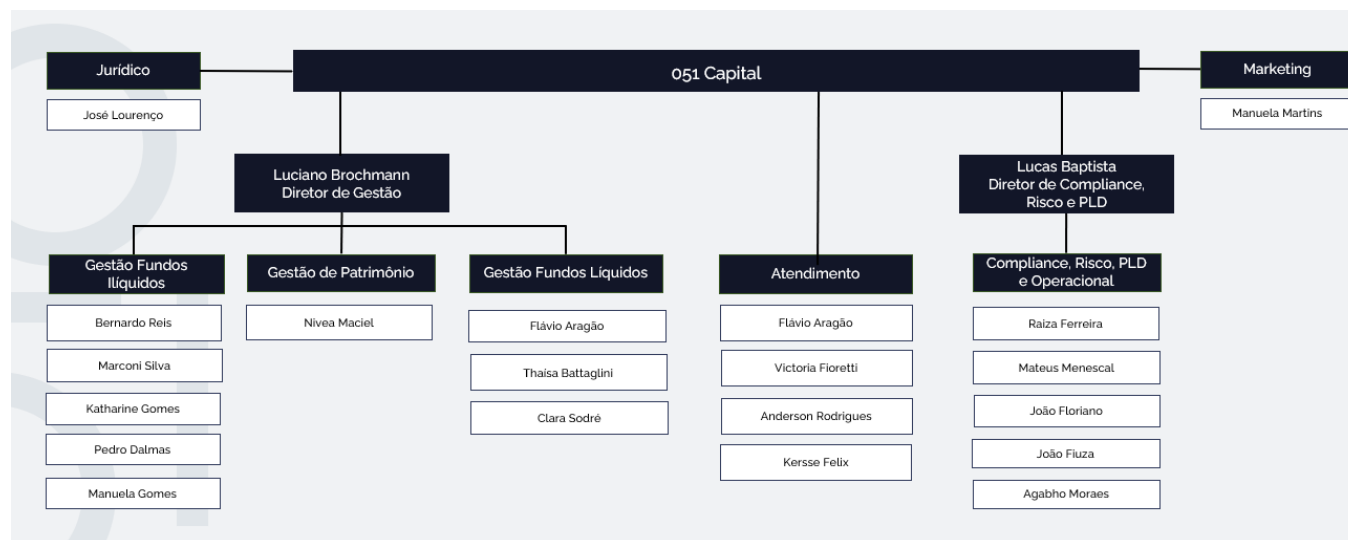 Jurídico
051 Capital
Marketing
José Lourenço
Manuela Martins
Luciano Brochmann
Diretor de Gestão
Lucas Baptista
Diretor de Compliance,
Risco e PLD
Gestão Fundos
Ilíquidos
Bernardo Reis
Marconi Silva
Katharine Gomes
Pedro Dalmas
Manuela Gomes
Gestão de Patrimônio
Nivea Maciel
Gestão Fundos Líquidos
Flávio Aragão
Thaísa Battaglini
Clara Sodré
Atendimento
Flávio Aragão
Victoria Fioretti
Anderson Rodrigues
Kersse Felix
Compliance, Risco, PLD
e Operacional
Raiza Ferreira
Mateus Menescal
João Floriano
João Fiuza
Agabho Moraes